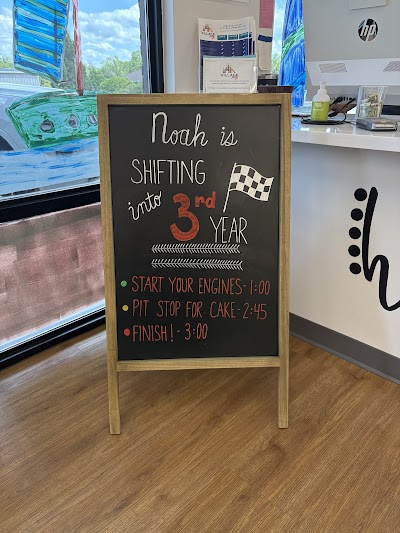 hp
VILLAGE
Noah is
SHIFTING
into 3rd
YEAR
START YOUR ENGINES - 1:00
PIT STOP FOR CAKE - 2:45
FINISH! - 3:00